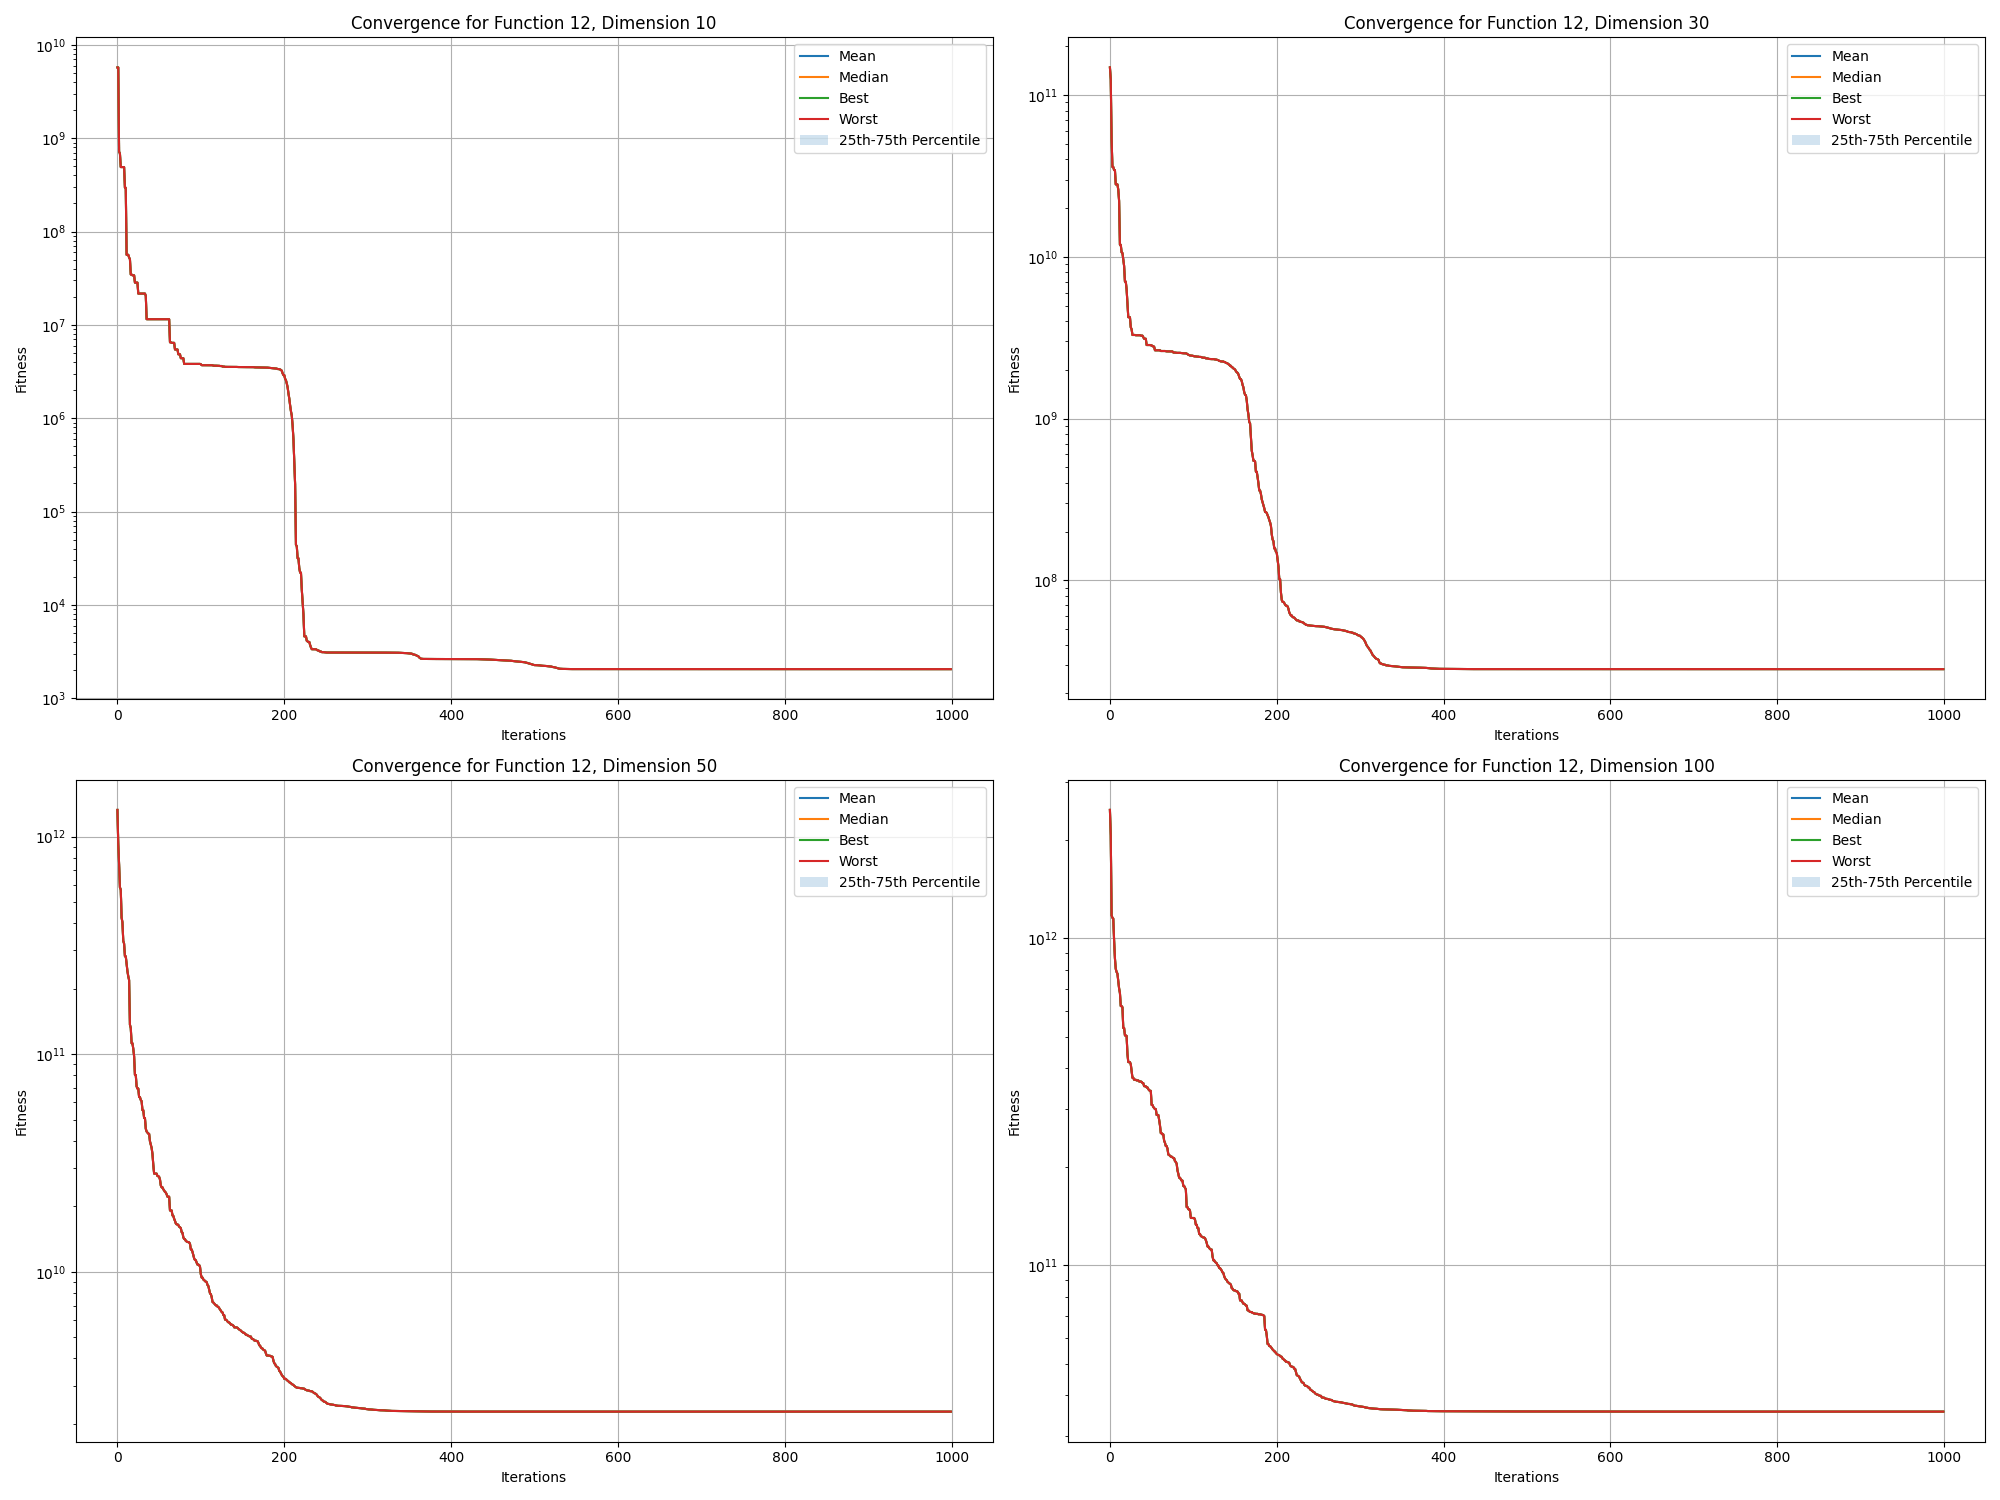 Convergence for Function 12, Dimension 10
Fitness
10^10
10^9
10^8
10^7
10^6
10^5
10^4
10^3
0 200 400 600 800 1000
Iterations
Mean
Median
Best
Worst
25th-75th Percentile
Convergence for Function 12, Dimension 30
Fitness
10^11
10^10
10^9
10^8
0 200 400 600 800 1000
Iterations
Mean
Median
Best
Worst
25th-75th Percentile
Convergence for Function 12, Dimension 50
Fitness
10^12
10^11
10^10
0 200 400 600 800 1000
Iterations
Mean
Median
Best
Worst
25th-75th Percentile
Convergence for Function 12, Dimension 100
Fitness
10^12
10^11
0 200 400 600 800 1000
Iterations
Mean
Median
Best
Worst
25th-75th Percentile